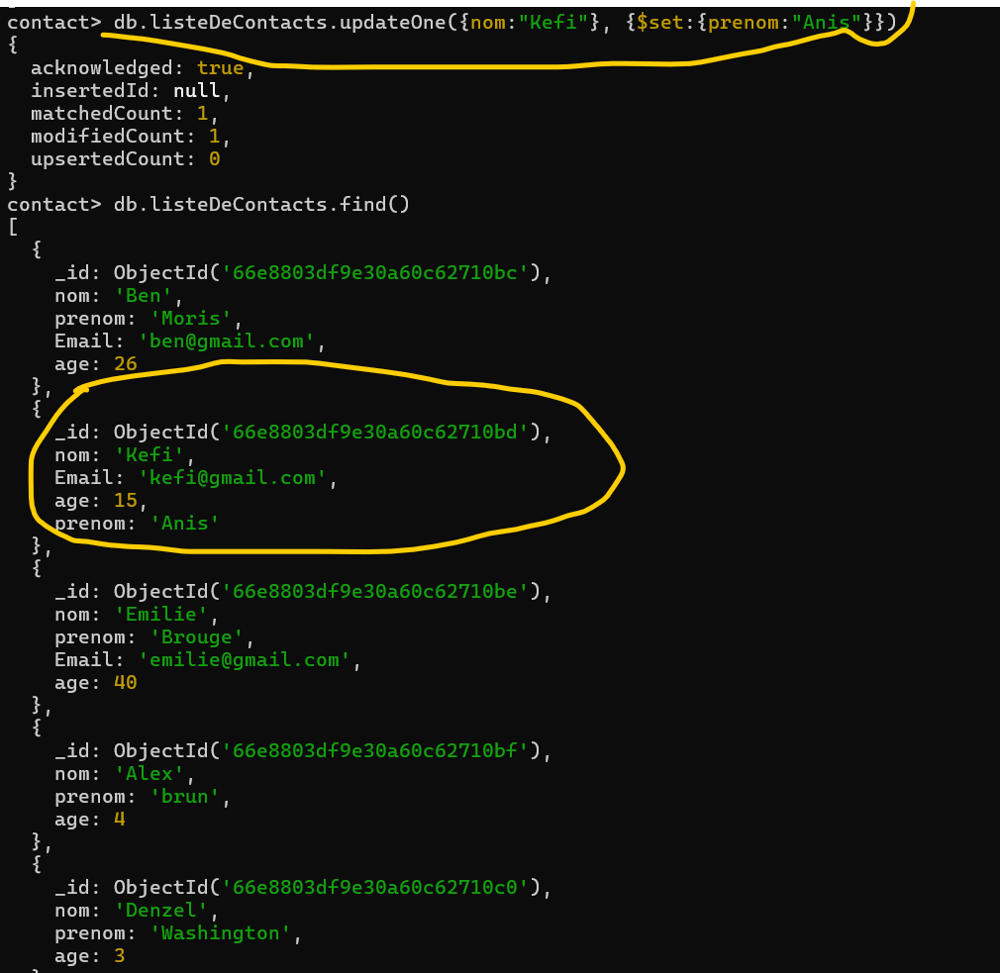 contact> db.listeDeContacts.updateOne({nom:"Kefi"}, {$set:{prenom:"Anis"}})
{
  acknowledged: true,
  insertedId: null,
  matchedCount: 1,
  modifiedCount: 1,
  upsertedCount: 0
}
contact> db.listeDeContacts.find()
[
  {
    _id: ObjectId('66e8803df9e30a60c62710bc'),
    nom: 'Ben',
    prenom: 'Moris',
    Email: 'ben@gmail.com',
    age: 26
  },
  {
    _id: ObjectId('66e8803df9e30a60c62710bd'),
    nom: 'Kefi',
    Email: 'kefi@gmail.com',
    age: 15,
    prenom: 'Anis'
  },
  {
    _id: ObjectId('66e8803df9e30a60c62710be'),
    nom: 'Emilie',
    prenom: 'Brouge',
    Email: 'emilie@gmail.com',
    age: 40
  },
  {
    _id: ObjectId('66e8803df9e30a60c62710bf'),
    nom: 'Alex',
    prenom: 'brun',
    age: 4
  },
  {
    _id: ObjectId('66e8803df9e30a60c62710c0'),
    nom: 'Denzel',
    prenom: 'Washington',
    age: 3